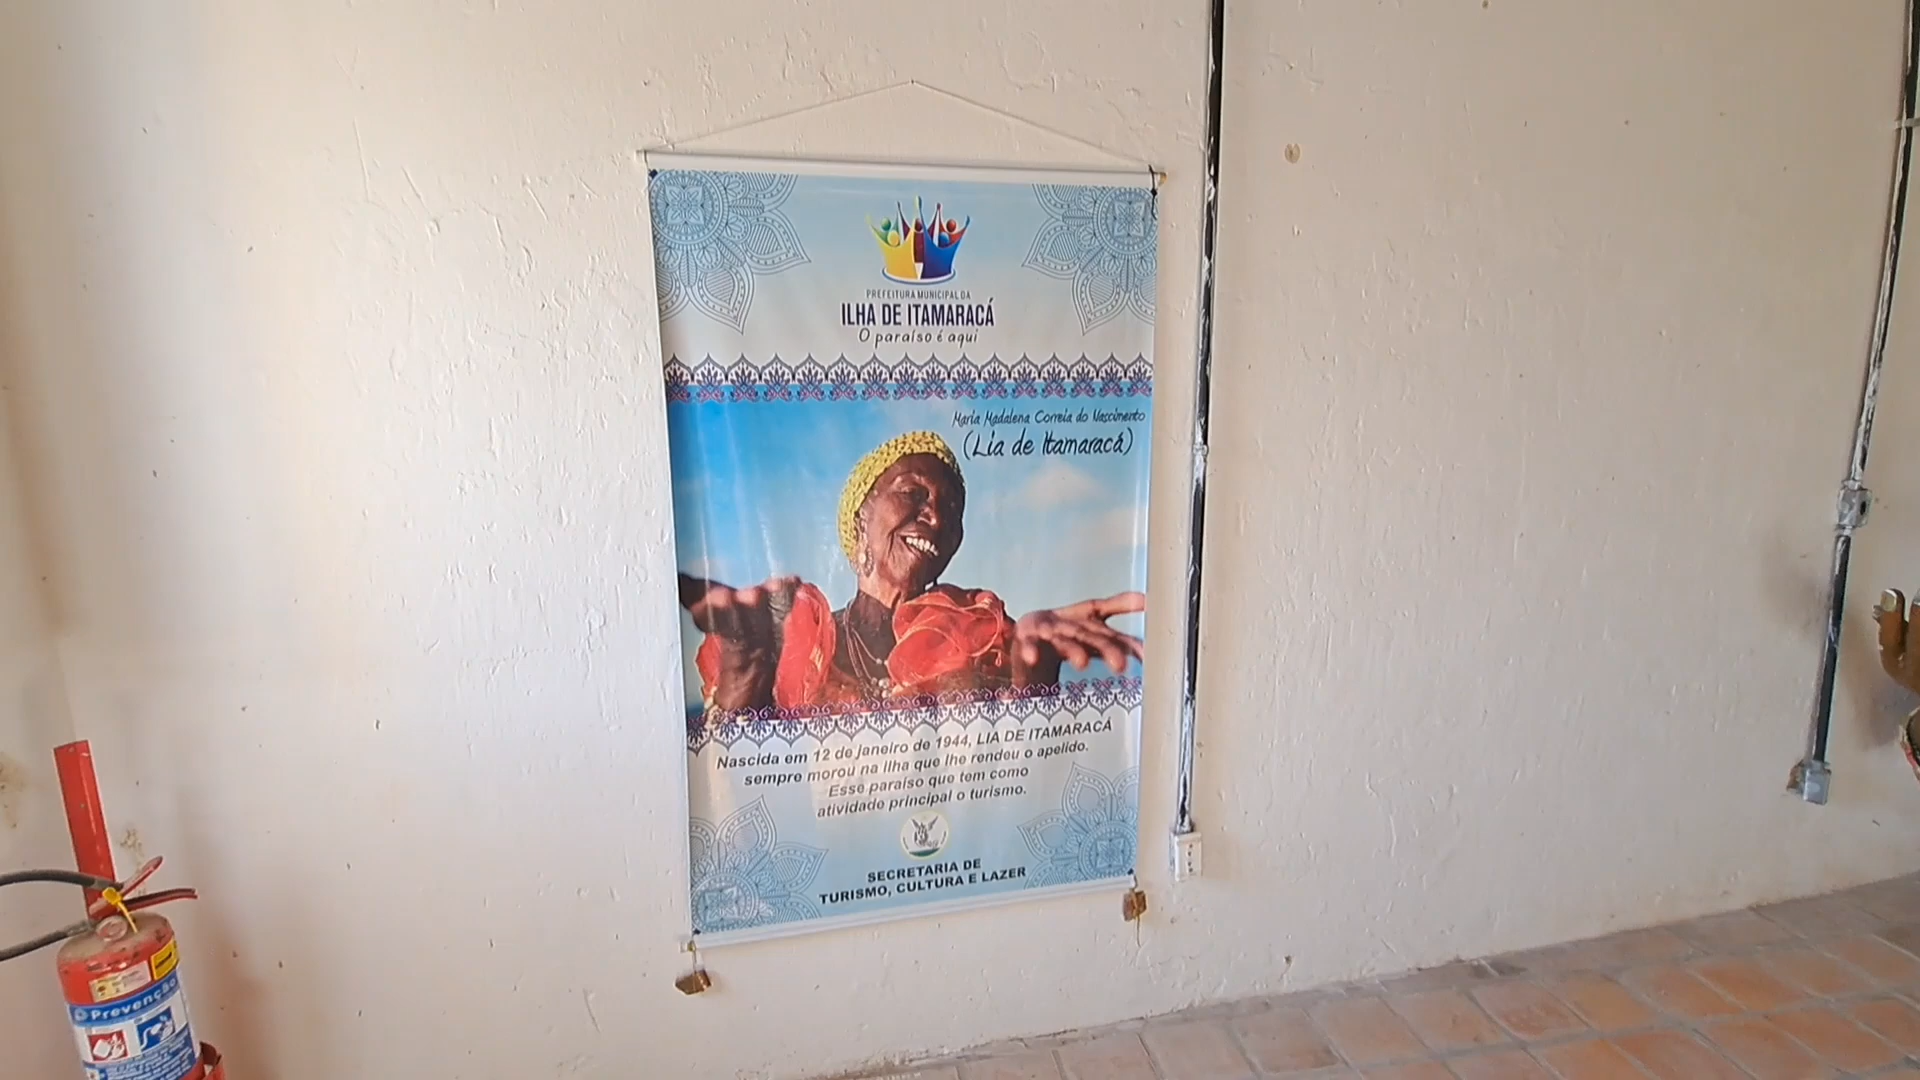 PREFEITURA MUNICIPAL DA
ILHA DE ITAMARACÁ
O paraíso é aqui
Maria Madalena Correia do Nascimento
(Lia de Itamaracá)
Nascida em 12 de janeiro de 1944, LIA DE ITAMARACÁ
sempre morou na Ilha que lhe rendeu o apelido.
Esse paraíso que tem como
atividade principal o turismo.
SECRETARIA DE
TURISMO, CULTURA E LAZER
Prevenção